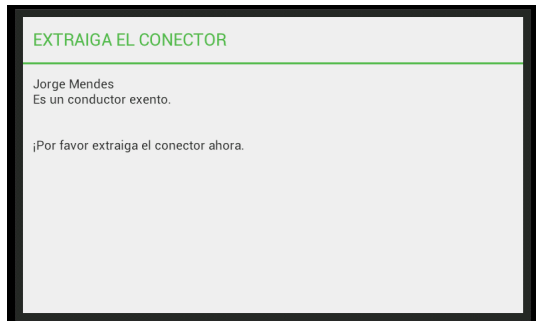 EXTRAIGA EL CONECTOR
Jorge Mendes
Es un conductor exento.
¡Por favor extraiga el conector ahora.